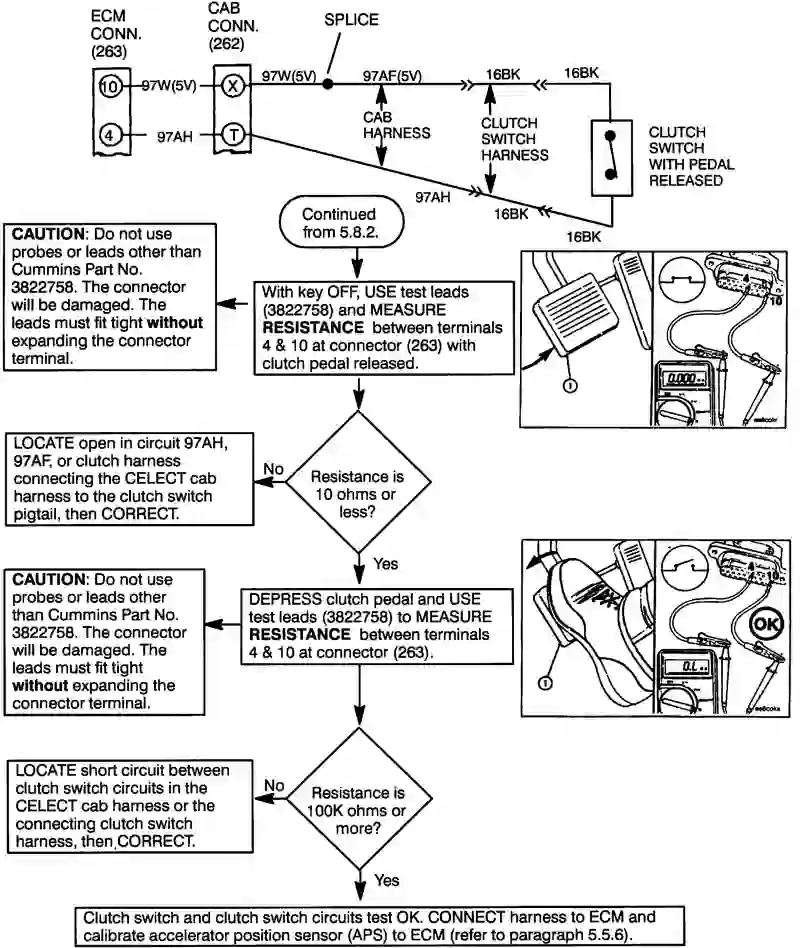 ECM
CONN.
(263)
CAB
CONN.
(262)
SPLICE
10
97W(5V)
X
97W(5V)
97AF(5V)
16BK
16BK
4
97AH
T
CAB
HARNESS
CLUTCH
SWITCH
HARNESS
CLUTCH
SWITCH
WITH PEDAL
RELEASED
97AH
16BK
16BK
Continued
from 5.8.2.
CAUTION: Do not use
probes or leads other than
Cummins Part No.
3822758. The connector
will be damaged. The
leads must fit tight without
expanding the connector
terminal.
With key OFF, USE test leads
(3822758) and MEASURE
RESISTANCE between terminals
4 & 10 at connector (263) with
clutch pedal released.
1
4
10
0.000
LOCATE open in circuit 97AH,
97AF, or clutch harness
connecting the CELECT cab
harness to the clutch switch
pigtail, then CORRECT.
No
Resistance is
10 ohms or
less?
Yes
CAUTION: Do not use
probes or leads other
than Cummins Part No.
3822758. The connector
will be damaged. The
leads must fit tight
without expanding the
connector terminal.
DEPRESS clutch pedal and USE
test leads (3822758) to MEASURE
RESISTANCE between terminals
4 & 10 at connector (263).
1
4
10
OK
0.L
LOCATE short circuit between
clutch switch circuits in the
CELECT cab harness or the
connecting clutch switch
harness, then CORRECT.
No
Resistance is
100K ohms or
more?
Yes
Clutch switch and clutch switch circuits test OK. CONNECT harness to ECM and
calibrate accelerator position sensor (APS) to ECM (refer to paragraph 5.5.6).